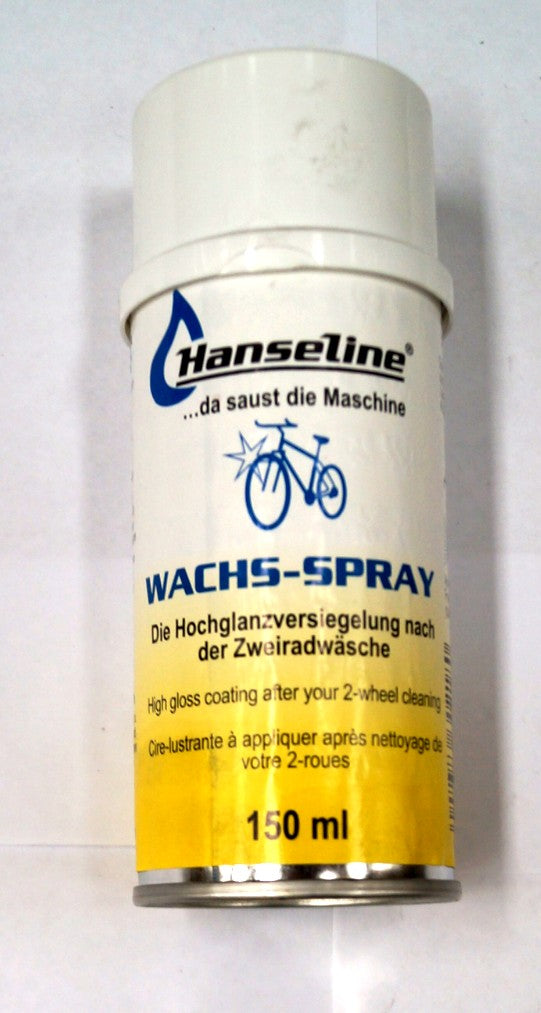 Hanseline®
...da saust die Maschine
WACHS-SPRAY
Die Hochglanzversiegelung nach
der Zweiradwäsche
High gloss coating after your 2-wheel cleaning
Cire-lustrante à appliquer après nettoyage de
votre 2-roues
150 ml